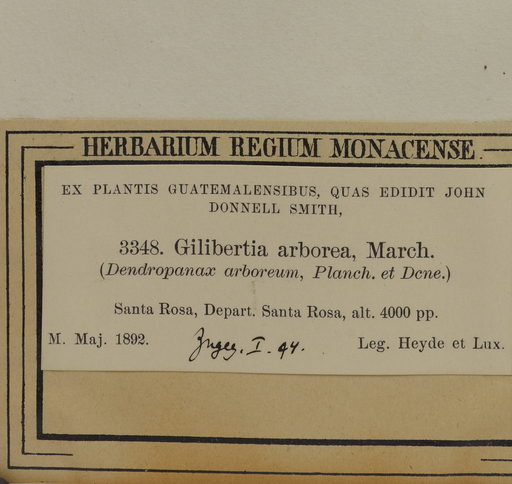 HERBARIUM REGIUM MONACENSE.
EX PLANTIS GUATEMALENSIBUS, QUAS EDIDIT JOHN
DONNELL SMITH,
3348. Gilibertia arborea, March.
(Dendropanax arboreum, Planch. et Dcne.)
Santa Rosa, Depart. Santa Rosa, alt. 4000 pp.
M. Maj. 1892. I. 94. Leg. Heyde et Lux.